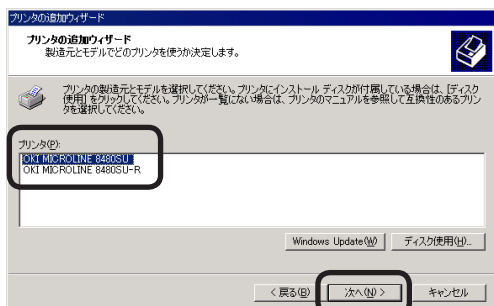 プリンタの追加ウィザード
プリンタの追加ウィザード
製造元とモデルでどのプリンタを使うか決定します。
プリンタの製造元とモデルを選択してください。プリンタにインストール ディスクが付属している場合は、[ディスク
使用] をクリックしてください。プリンタが一覧にない場合は、プリンタのマニュアルを参照して互換性のあるプリン
タを選択してください。
プリンタ(P):
OKI MICROLINE 8480SU
OKI MICROLINE 8480SU-R
Windows Update(W)
ディスク使用(H)...
< 戻る(B)
次へ(N) >
キャンセル